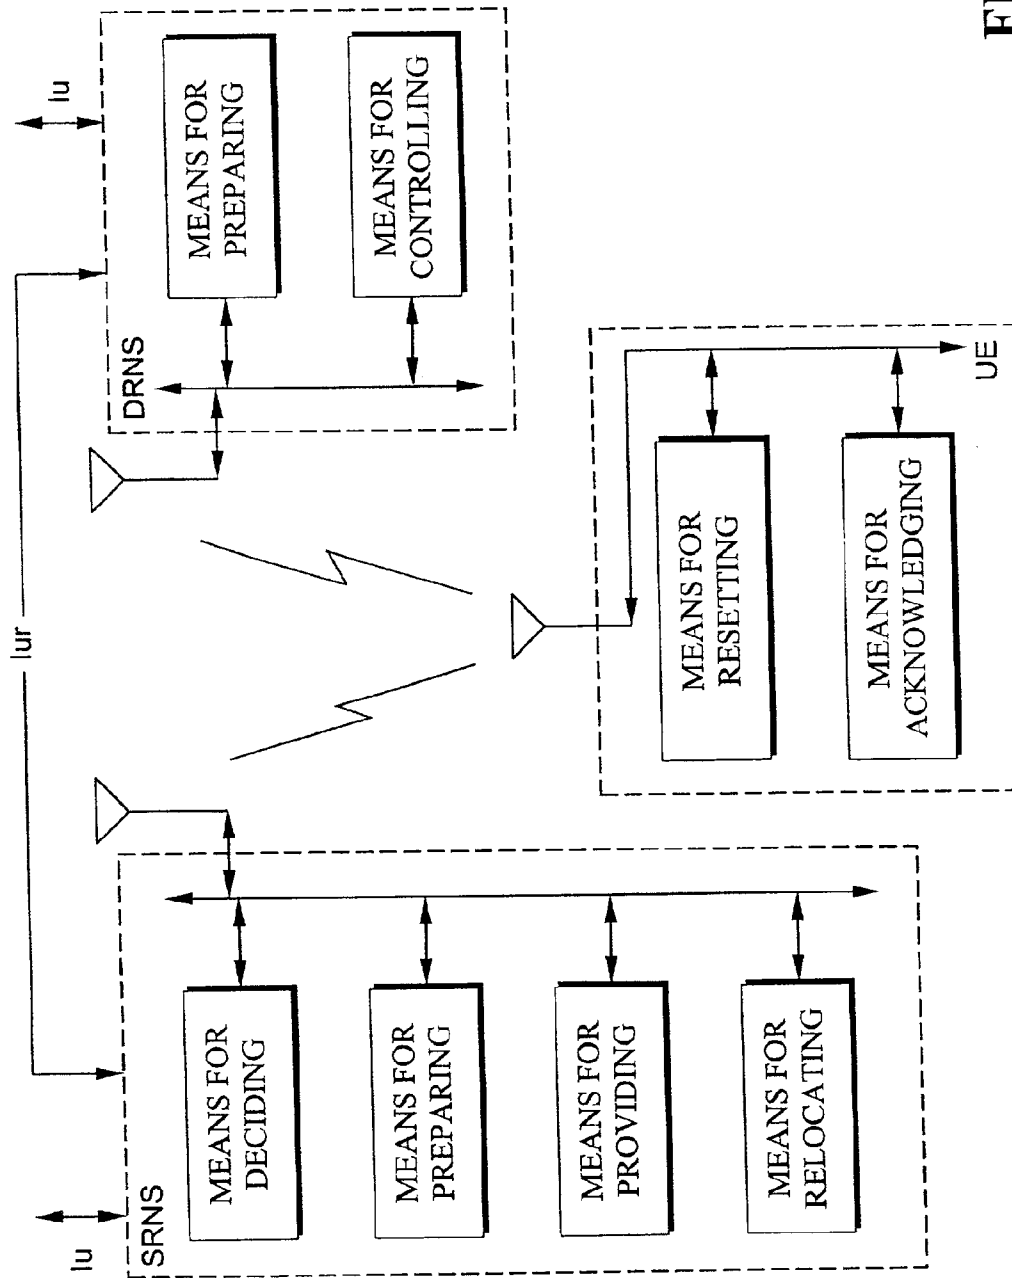 Iur
Iu
Iu
SRNS
MEANS FOR
DECIDING
MEANS FOR
PREPARING
MEANS FOR
PROVIDING
MEANS FOR
RELOCATING
DRNS
MEANS FOR
PREPARING
MEANS FOR
CONTROLLING
MEANS FOR
RESETTING
MEANS FOR
ACKNOWLEDGING
UE